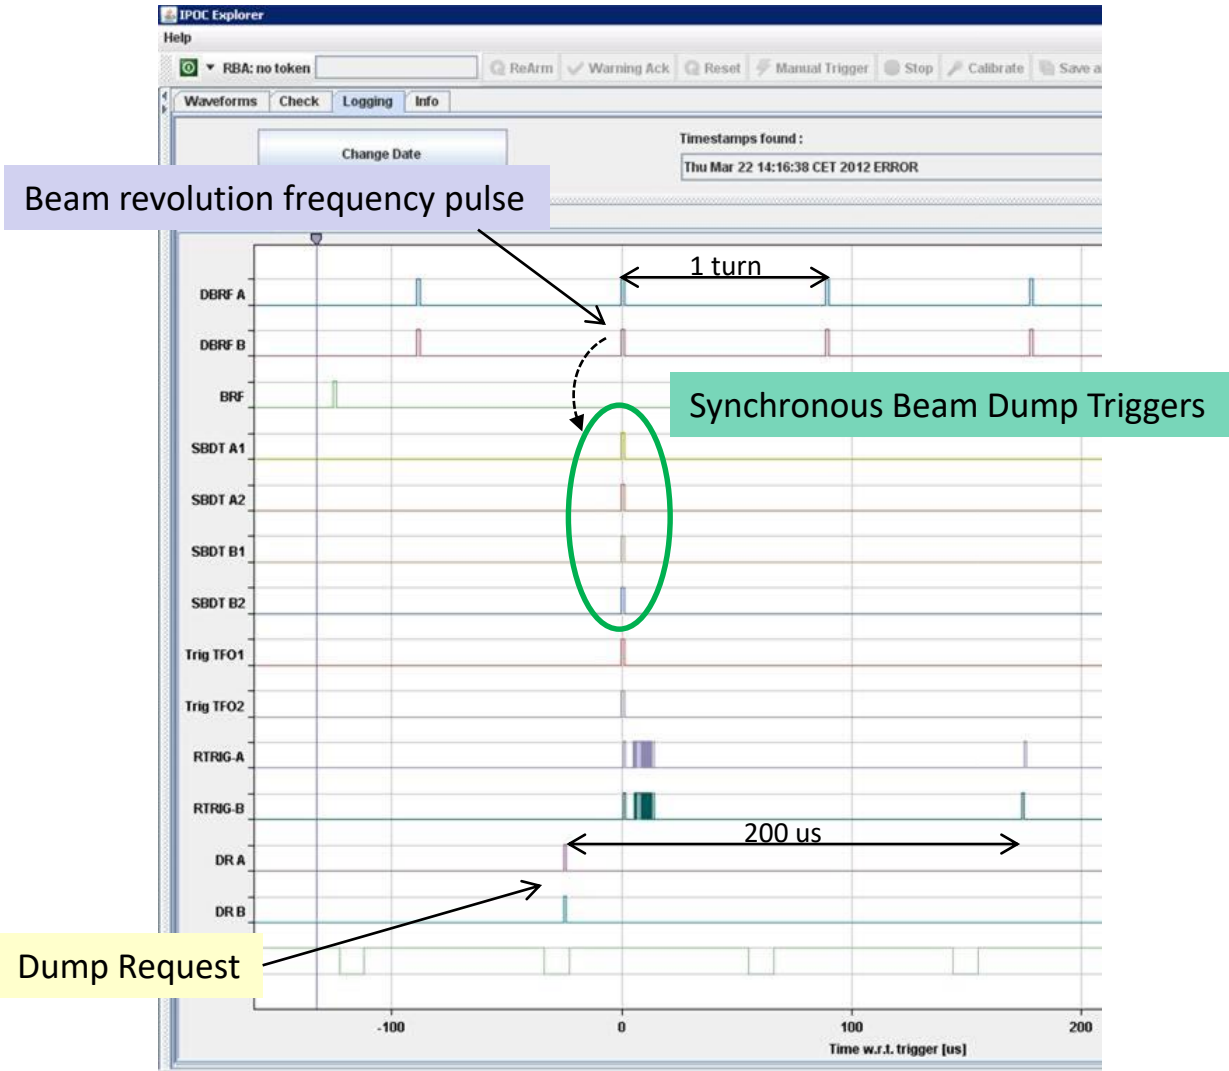 IPOC Explorer
Help
RBA: no token
ReArm
Warning Ack
Reset
Manual Trigger
Stop
Calibrate
Save a
Waveforms
Check
Logging
Info
Change Date
Timestamps found :
Thu Mar 22 14:16:38 CET 2012 ERROR
Beam revolution frequency pulse
1 turn
DBRF A
DBRF B
BRF
Synchronous Beam Dump Triggers
SBDT A1
SBDT A2
SBDT B1
SBDT B2
Trig TFO1
Trig TFO2
RTRIG-A
RTRIG-B
200 us
DR A
DR B
Dump Request
-100
0
100
200
Time w.r.t. trigger [us]